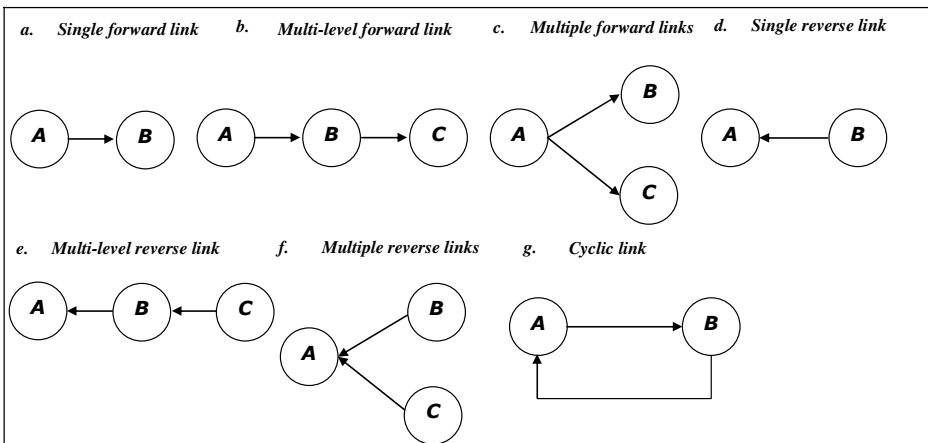 a. Single forward link b. Multi-level forward link c. Multiple forward links d. Single reverse link
A B A B C A B C A B
e. Multi-level reverse link f. Multiple reverse links g. Cyclic link
A B C A B C A B